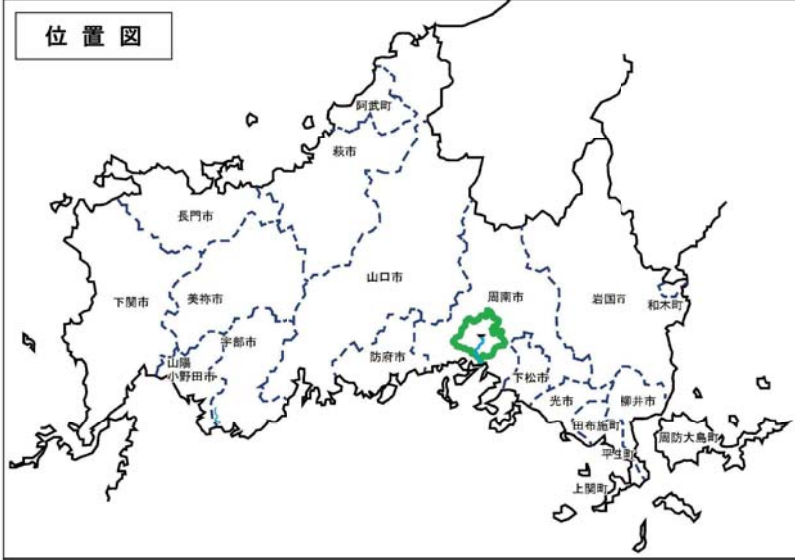 位置図
阿武町
萩市
長門市
山口市
下関市
美祢市
周南市
岩国市
和木町
宇部市
防府市
山陽
小野田市
下松市
光市
柳井市
田布施町
周防大島町
平生町
上関町